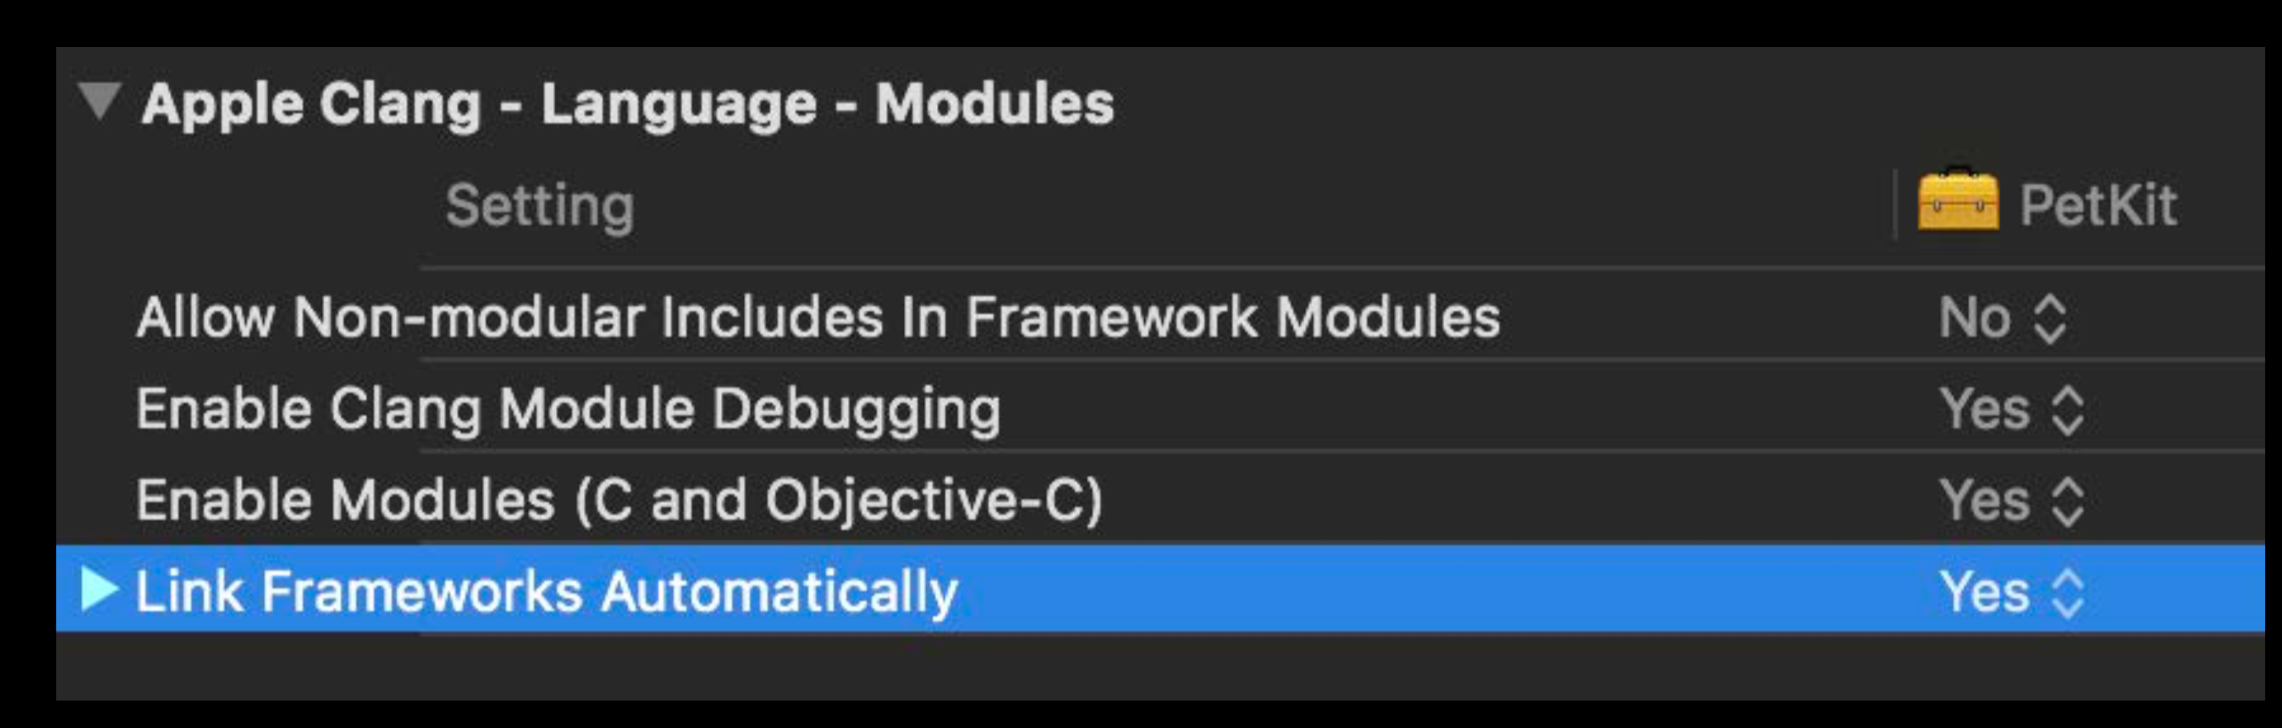 Apple Clang - Language - Modules
Setting PetKit
Allow Non-modular Includes In Framework Modules No
Enable Clang Module Debugging Yes
Enable Modules (C and Objective-C) Yes
Link Frameworks Automatically Yes